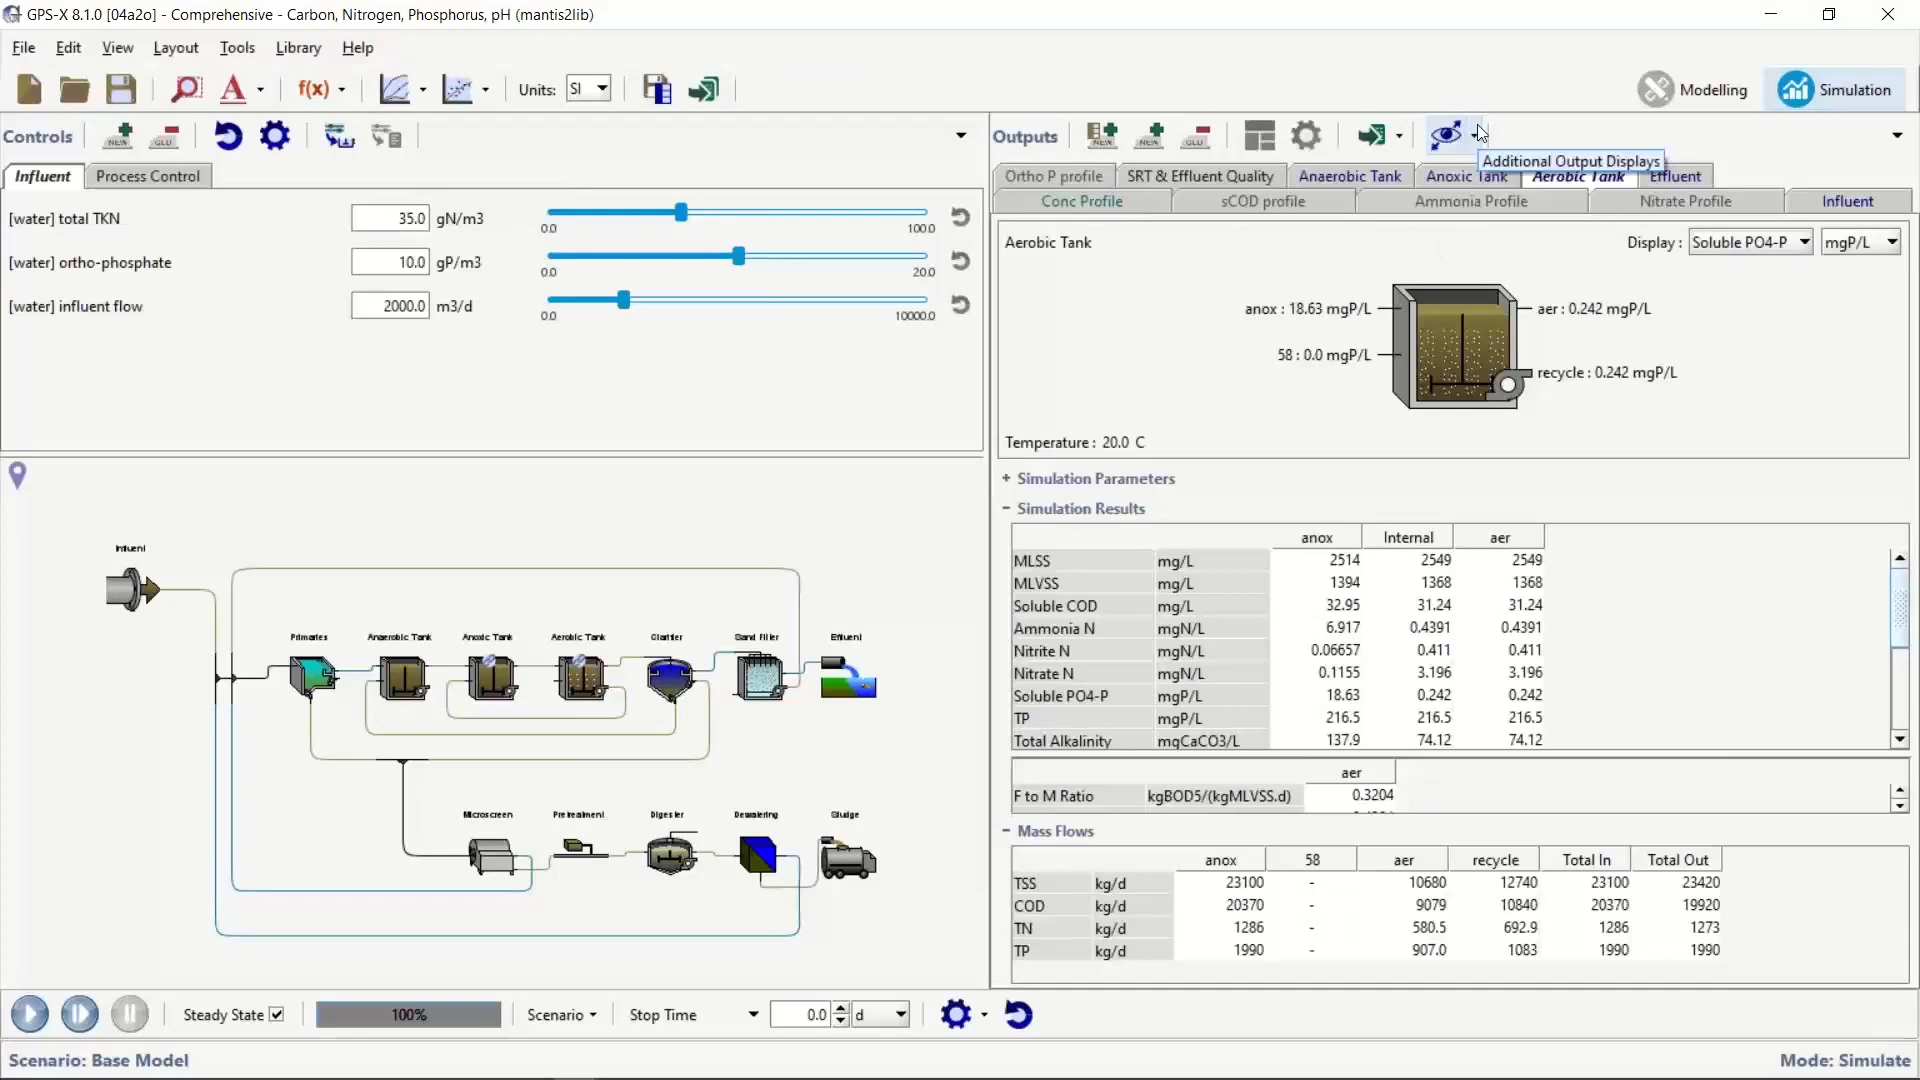 GPS-X 8.1.0 [04a2o] - Comprehensive - Carbon, Nitrogen, Phosphorus, pH (mantis2lib)
File Edit View Layout Tools Library Help
A f(x) Units: SI Modelling Simulation
Controls NEW Outputs NEW NEW
Additional Output Displays
Influent Process Control
Ortho P profile SRT & Effluent Quality Anaerobic Tank Anoxic Tank Aerobic Tank Effluent
Conc Profile sCOD profile Ammonia Profile Nitrate Profile Influent
[water] total TKN 35.0 gN/m3 0.0 100.0
[water] ortho-phosphate 10.0 gP/m3 0.0 20.0
[water] influent flow 2000.0 m3/d 0.0 10000.0
Aerobic Tank Display : Soluble PO4-P mgP/L
anox : 18.63 mgP/L aer : 0.242 mgP/L
58 : 0.0 mgP/L
recycle : 0.242 mgP/L
Temperature : 20.0 C
+ Simulation Parameters
- Simulation Results
anox Internal aer
MLSS mg/L 2514 2549 2549
MLVSS mg/L 1394 1368 1368
Soluble COD mg/L 32.95 31.24 31.24
Ammonia N mgN/L 6.917 0.4391 0.4391
Nitrite N mgN/L 0.06657 0.411 0.411
Nitrate N mgN/L 0.1155 3.196 3.196
Soluble PO4-P mgP/L 18.63 0.242 0.242
TP mgP/L 216.5 216.5 216.5
Total Alkalinity mgCaCO3/L 137.9 74.12 74.12
aer
F to M Ratio kgBOD5/(kgMLVSS.d) 0.3204
- Mass Flows
anox 58 aer recycle Total In Total Out
TSS kg/d 23100 - 10680 12740 23100 23420
COD kg/d 20370 - 9079 10840 20370 19920
TN kg/d 1286 - 580.5 692.9 1286 1273
TP kg/d 1990 - 907.0 1083 1990 1990
Influent
Primaries Anaerobic Tank Anoxic Tank Aerobic Tank Clarifier Sand Filter Effluent
Microscreen Pretreatment Digester Dewatering Sludge
Steady State 100% Scenario Stop Time 0.0 d
Scenario: Base Model Mode: Simulate